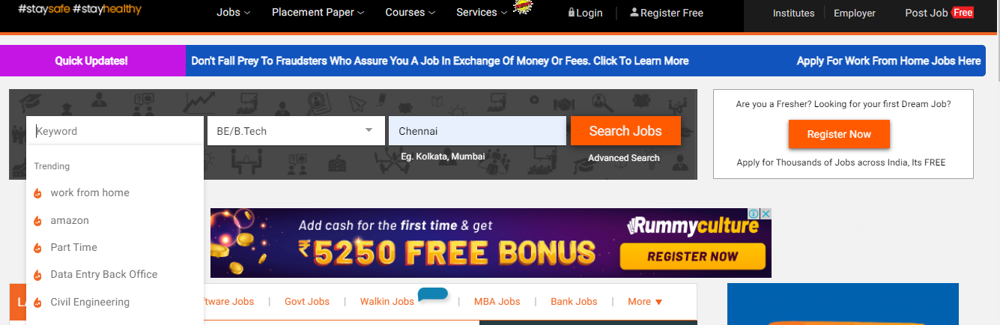 #staysafe #stayhealthy
Jobs Placement Paper Courses Services Login Register Free Institutes Employer Post Job Free
Quick Updates! Don't Fall Prey To Fraudsters Who Assure You A Job In Exchange Of Money Or Fees. Click To Learn More Apply For Work From Home Jobs Here
Keyword BE/B.Tech Chennai Search Jobs
Eg. Kolkata, Mumbai Advanced Search
Trending
work from home
amazon
Part Time
Data Entry Back Office
Civil Engineering
Are you a Fresher? Looking for your first Dream Job?
Register Now
Apply for Thousands of Jobs across India, Its FREE
Add cash for the first time & get
₹5250 FREE BONUS
Rummyculture
REGISTER NOW
Govt Jobs | Walkin Jobs | MBA Jobs | Bank Jobs | More